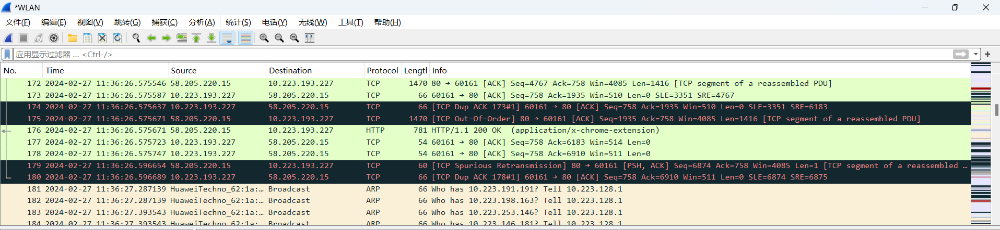 *WLAN
文件(F) 编辑(E) 视图(V) 跳转(G) 捕获(C) 分析(A) 统计(S) 电话(Y) 无线(W) 工具(T) 帮助(H)
应用显示过滤器 ... <Ctrl-/>
No. Time Source Destination Protocol Lengtl Info
172 2024-02-27 11:36:26.575546 58.205.220.15 10.223.193.227 TCP 1470 80 → 60161 [ACK] Seq=4767 Ack=758 Win=4085 Len=1416 [TCP segment of a reassembled PDU]
173 2024-02-27 11:36:26.575587 10.223.193.227 58.205.220.15 TCP 66 60161 → 80 [ACK] Seq=758 Ack=1935 Win=510 Len=0 SLE=3351 SRE=4767
174 2024-02-27 11:36:26.575637 10.223.193.227 58.205.220.15 TCP 66 [TCP Dup ACK 173#1] 60161 → 80 [ACK] Seq=758 Ack=1935 Win=510 Len=0 SLE=3351 SRE=6183
175 2024-02-27 11:36:26.575671 58.205.220.15 10.223.193.227 TCP 1470 [TCP Out-Of-Order] 80 → 60161 [ACK] Seq=1935 Ack=758 Win=4085 Len=1416 [TCP segment of a reassembled PDU]
176 2024-02-27 11:36:26.575671 58.205.220.15 10.223.193.227 HTTP 781 HTTP/1.1 200 OK (application/x-chrome-extension)
177 2024-02-27 11:36:26.575723 10.223.193.227 58.205.220.15 TCP 54 60161 → 80 [ACK] Seq=758 Ack=6183 Win=514 Len=0
178 2024-02-27 11:36:26.575747 10.223.193.227 58.205.220.15 TCP 54 60161 → 80 [ACK] Seq=758 Ack=6910 Win=511 Len=0
179 2024-02-27 11:36:26.596654 58.205.220.15 10.223.193.227 TCP 60 [TCP Spurious Retransmission] 80 → 60161 [PSH, ACK] Seq=6874 Ack=758 Win=4085 Len=1 [TCP segment of a reassembled …
180 2024-02-27 11:36:26.596689 10.223.193.227 58.205.220.15 TCP 66 [TCP Dup ACK 178#1] 60161 → 80 [ACK] Seq=758 Ack=6910 Win=511 Len=0 SLE=6874 SRE=6875
181 2024-02-27 11:36:27.287139 HuaweiTechno_62:1a:… Broadcast ARP 66 Who has 10.223.191.191? Tell 10.223.128.1
182 2024-02-27 11:36:27.287139 HuaweiTechno_62:1a:… Broadcast ARP 66 Who has 10.223.198.163? Tell 10.223.128.1
183 2024-02-27 11:36:27.393543 HuaweiTechno_62:1a:… Broadcast ARP 66 Who has 10.223.253.146? Tell 10.223.128.1
184 2024-02-27 11:36:27.393543 HuaweiTechno_62:1a: Broadcast ARP 66 Who has 10.223.146.181? Tell 10.223.128.1